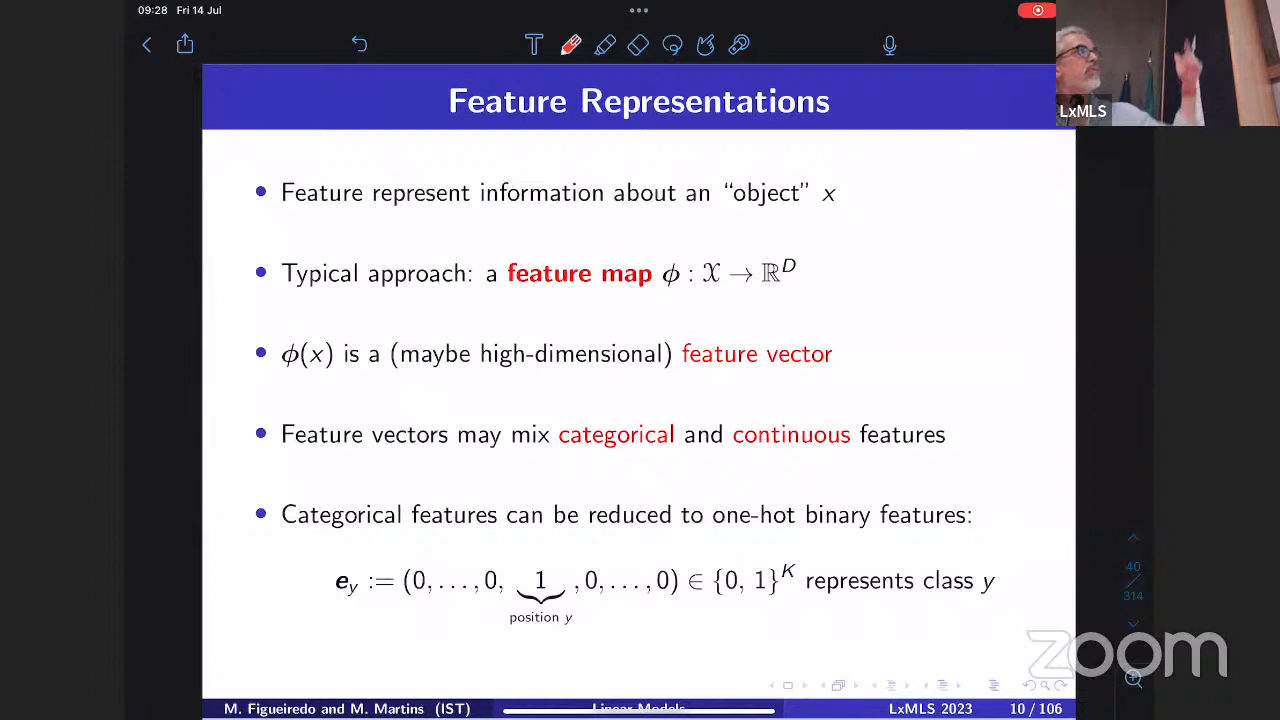 09:28 Fri 14 Jul
LxMLS
Feature Representations
Feature represent information about an “object” x
Typical approach: a feature map ϕ : 𝒳 → ℝ^D
ϕ(x) is a (maybe high-dimensional) feature vector
Feature vectors may mix categorical and continuous features
Categorical features can be reduced to one-hot binary features:
e_y := (0, . . . , 0, 1, 0, . . . , 0) ∈ {0, 1}^K represents class y
position y
40
314
zoom
M. Figueiredo and M. Martins (IST) Linear Models LxMLS 2023 10 / 106